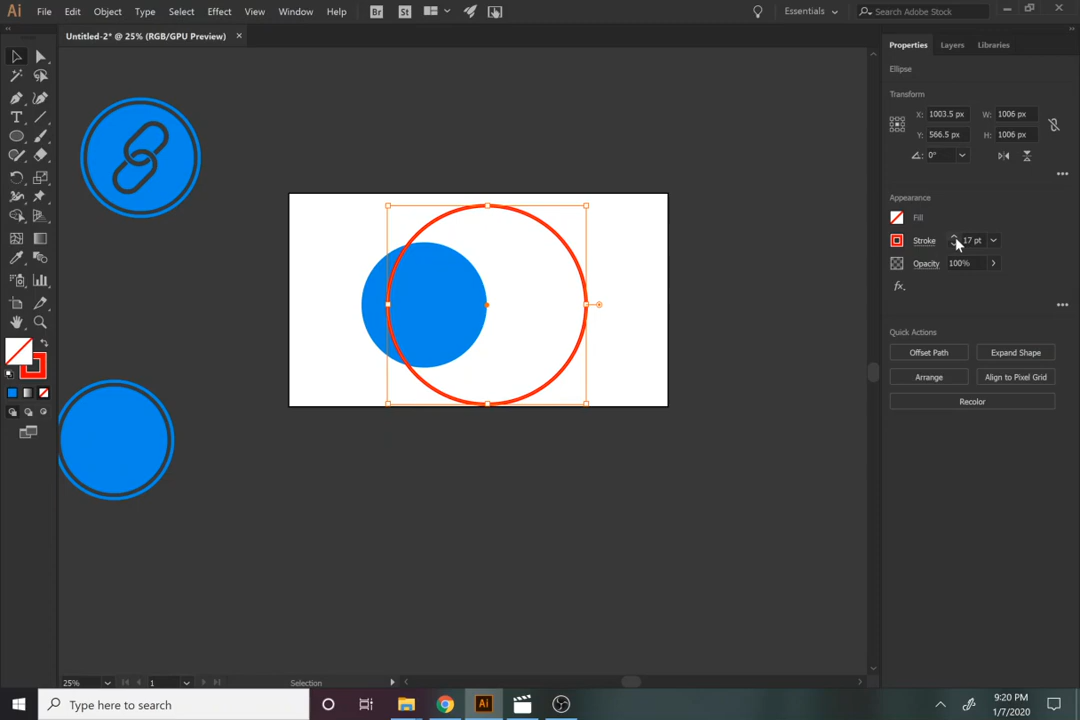 Ai File Edit Object Type Select Effect View Window Help Br St Essentials Search Adobe Stock
Untitled-2* @ 25% (RGB/GPU Preview) ×
Properties Layers Libraries
Ellipse
Transform
X: 1003.5 px W: 1006 px
Y: 566.5 px H: 1006 px
0°
Appearance
Fill
Stroke 17 pt
Opacity 100%
fx.
Quick Actions
Offset Path Expand Shape
Arrange Align to Pixel Grid
Recolor
T
25% 1 Selection
Type here to search Ai 9:20 PM
1/7/2020